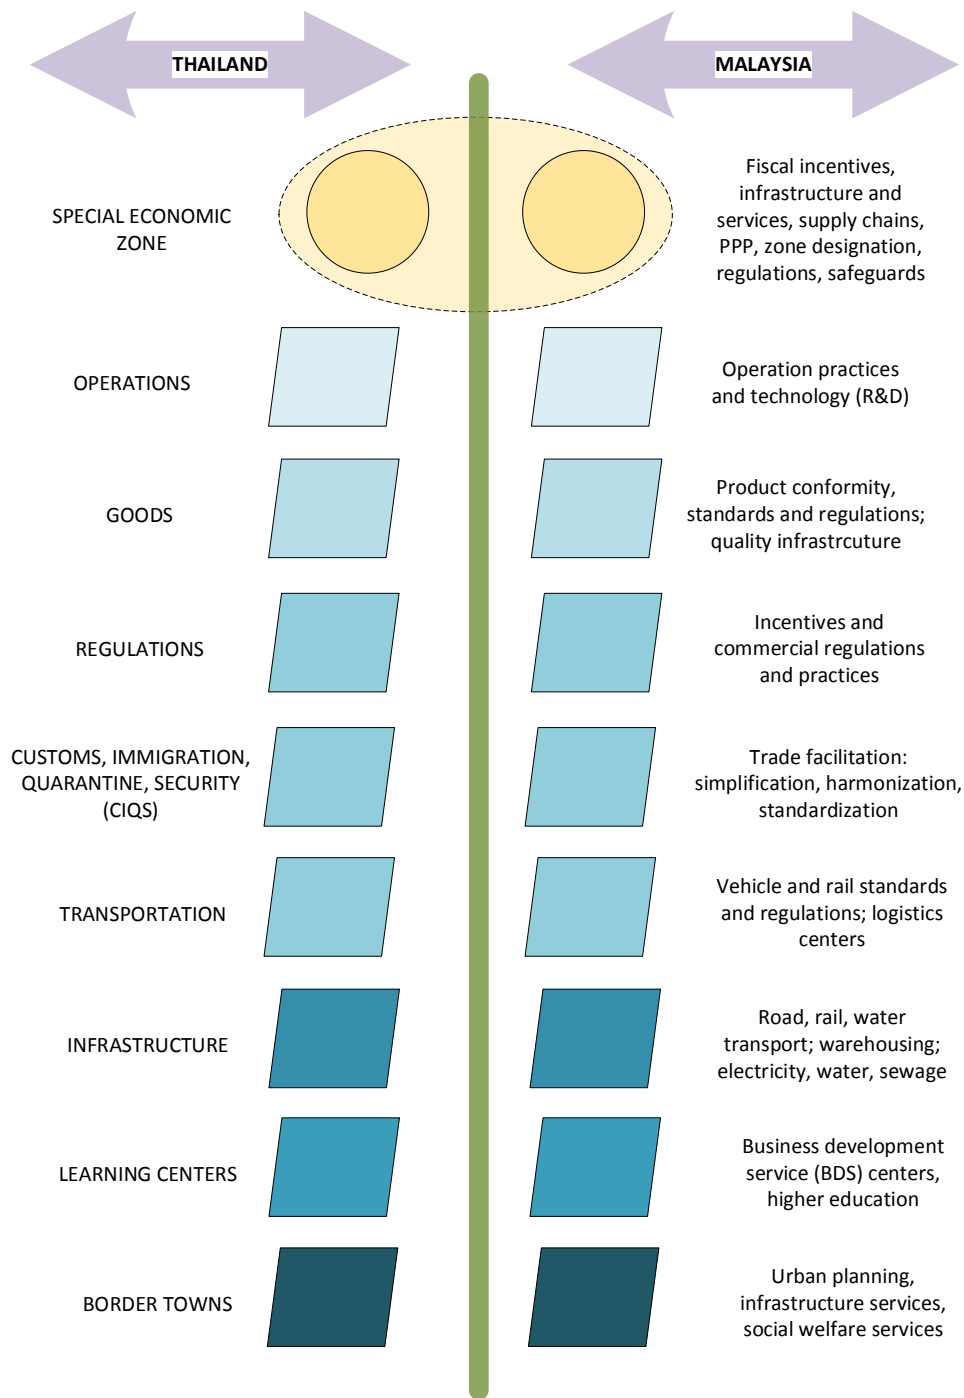 THAILAND
MALAYSIA
SPECIAL ECONOMIC
ZONE
Fiscal incentives,
infrastructure and
services, supply chains,
PPP, zone designation,
regulations, safeguards
OPERATIONS
Operation practices
and technology (R&D)
GOODS
Product conformity,
standards and regulations;
quality infrastrcuture
REGULATIONS
Incentives and
commercial regulations
and practices
CUSTOMS, IMMIGRATION,
QUARANTINE, SECURITY
(CIQS)
Trade facilitation:
simplification, harmonization,
standardization
TRANSPORTATION
Vehicle and rail standards
and regulations; logistics
centers
INFRASTRUCTURE
Road, rail, water
transport; warehousing;
electricity, water, sewage
LEARNING CENTERS
Business development
service (BDS) centers,
higher education
BORDER TOWNS
Urban planning,
infrastructure services,
social welfare services